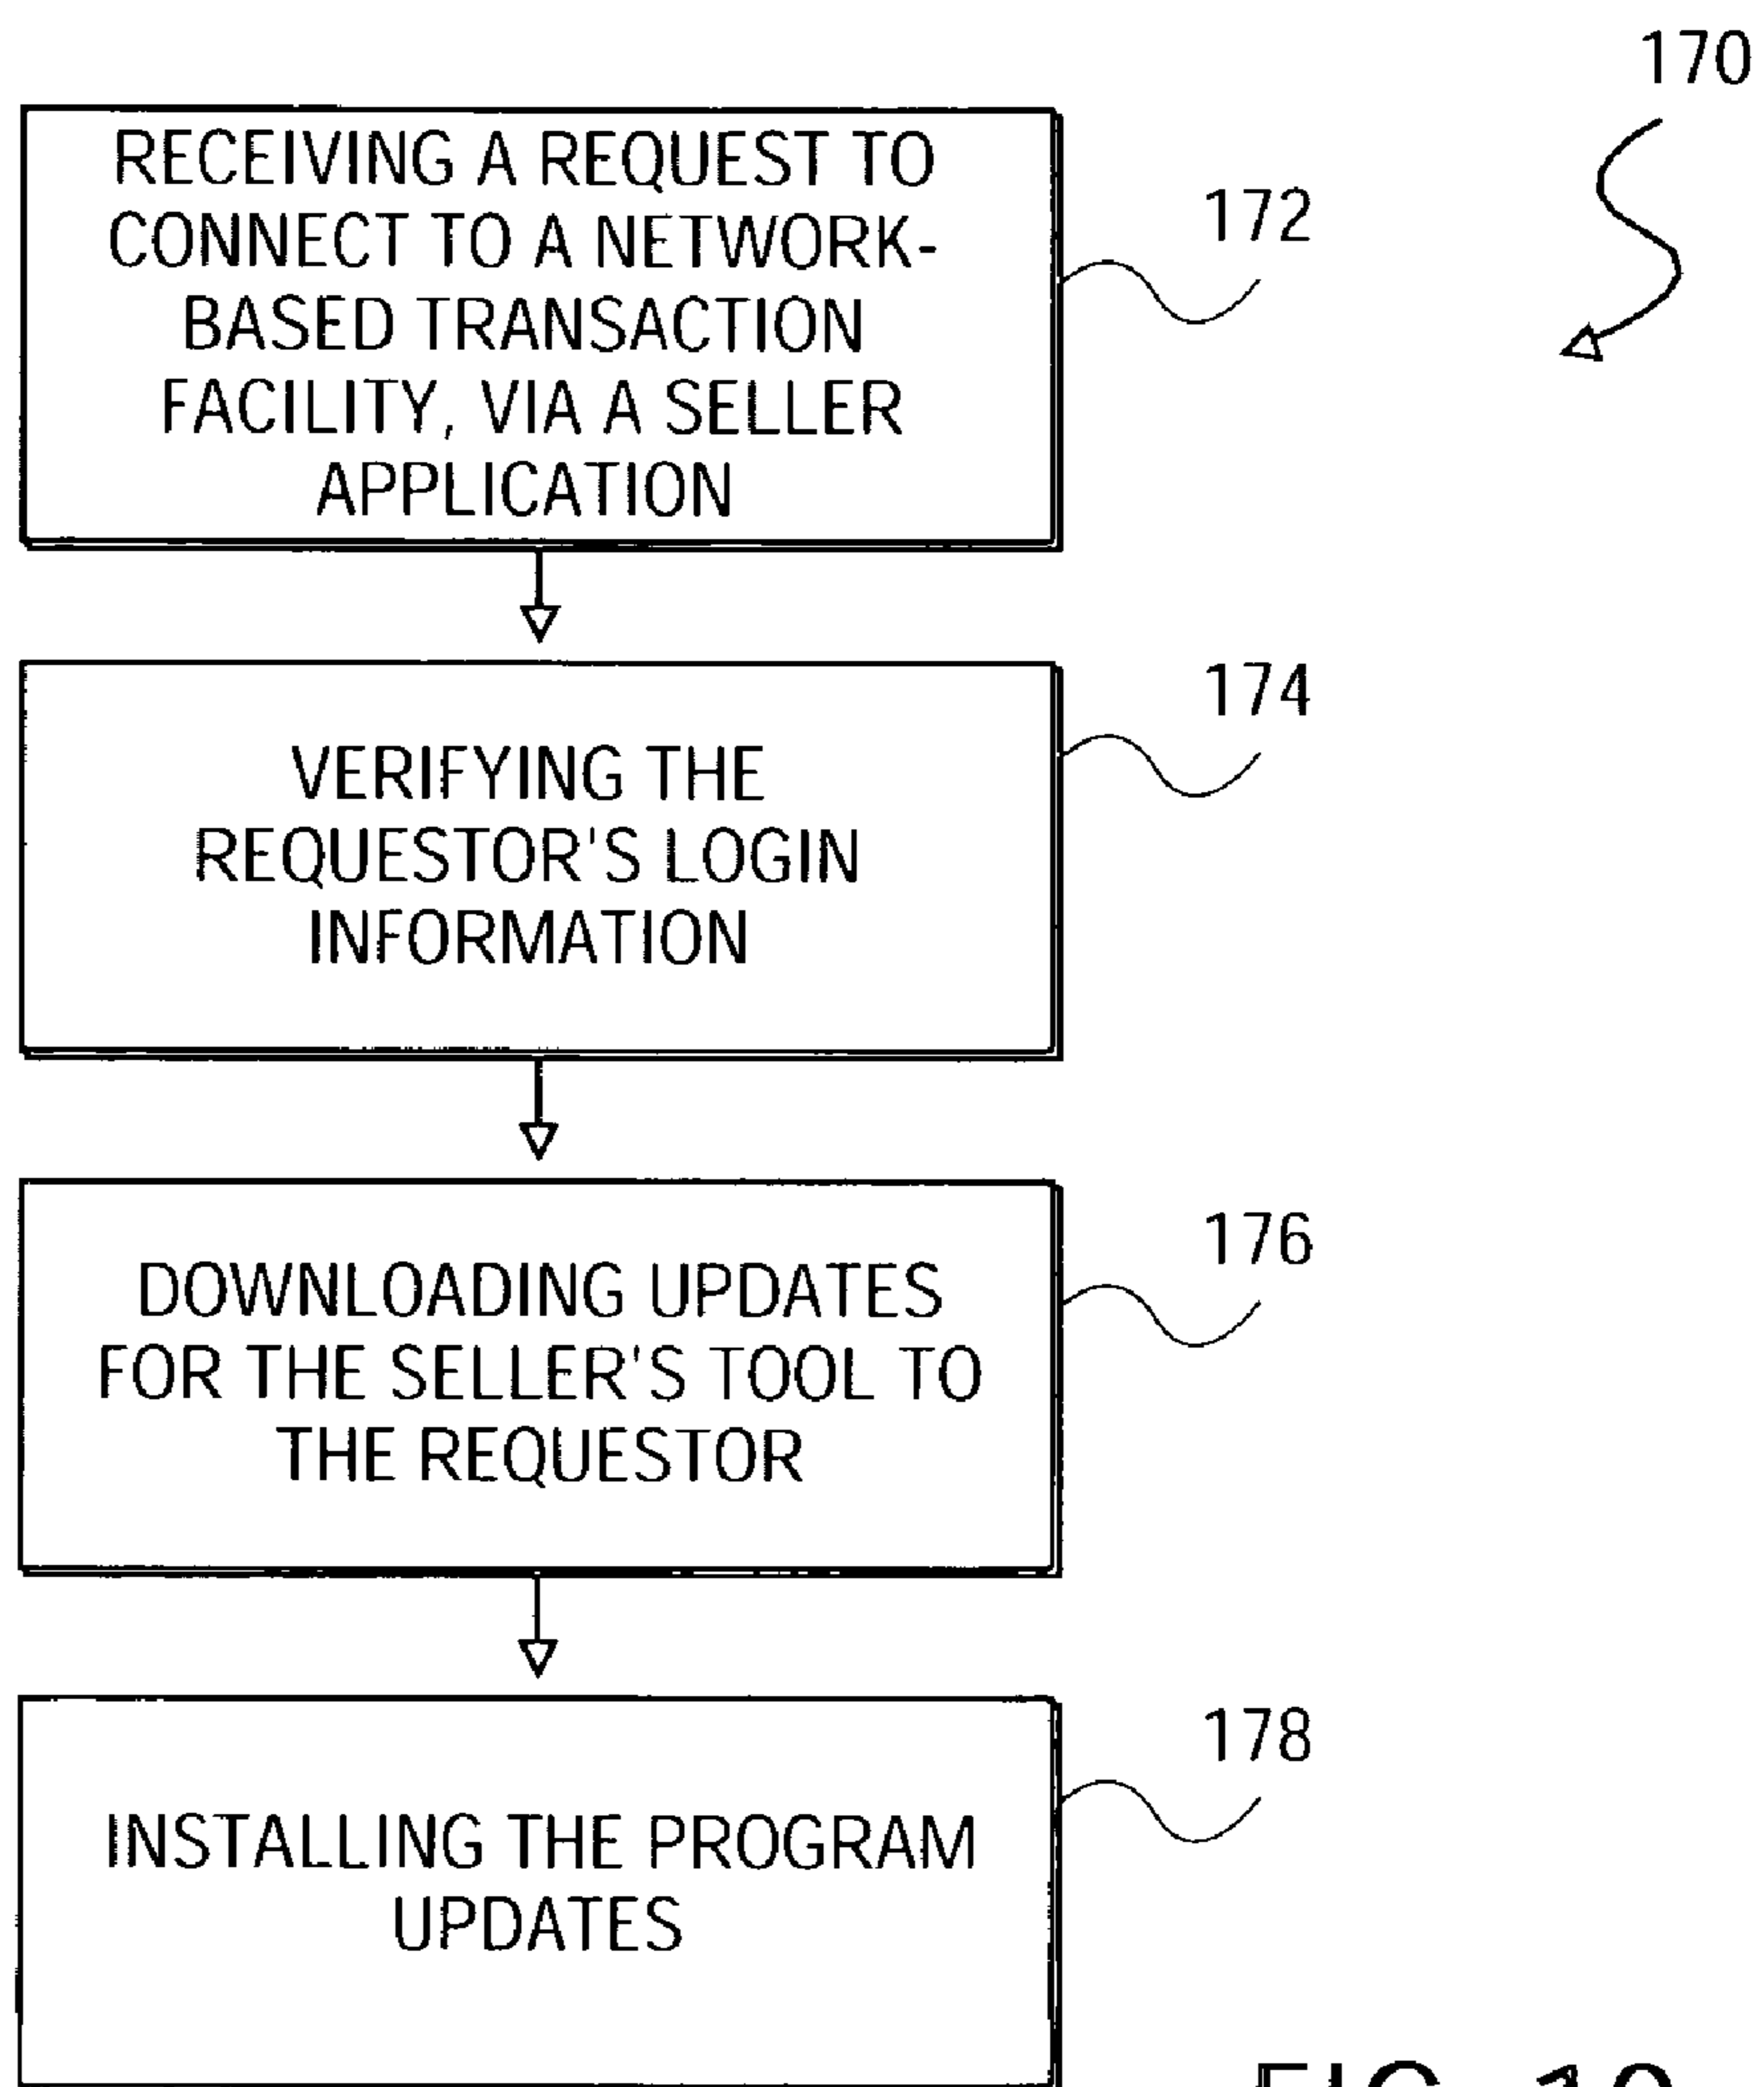 170
RECEIVING A REQUEST TO
CONNECT TO A NETWORK-
BASED TRANSACTION
FACILITY, VIA A SELLER
APPLICATION
172
VERIFYING THE
REQUESTOR'S LOGIN
INFORMATION
174
DOWNLOADING UPDATES
FOR THE SELLER'S TOOL TO
THE REQUESTOR
176
INSTALLING THE PROGRAM
UPDATES
178